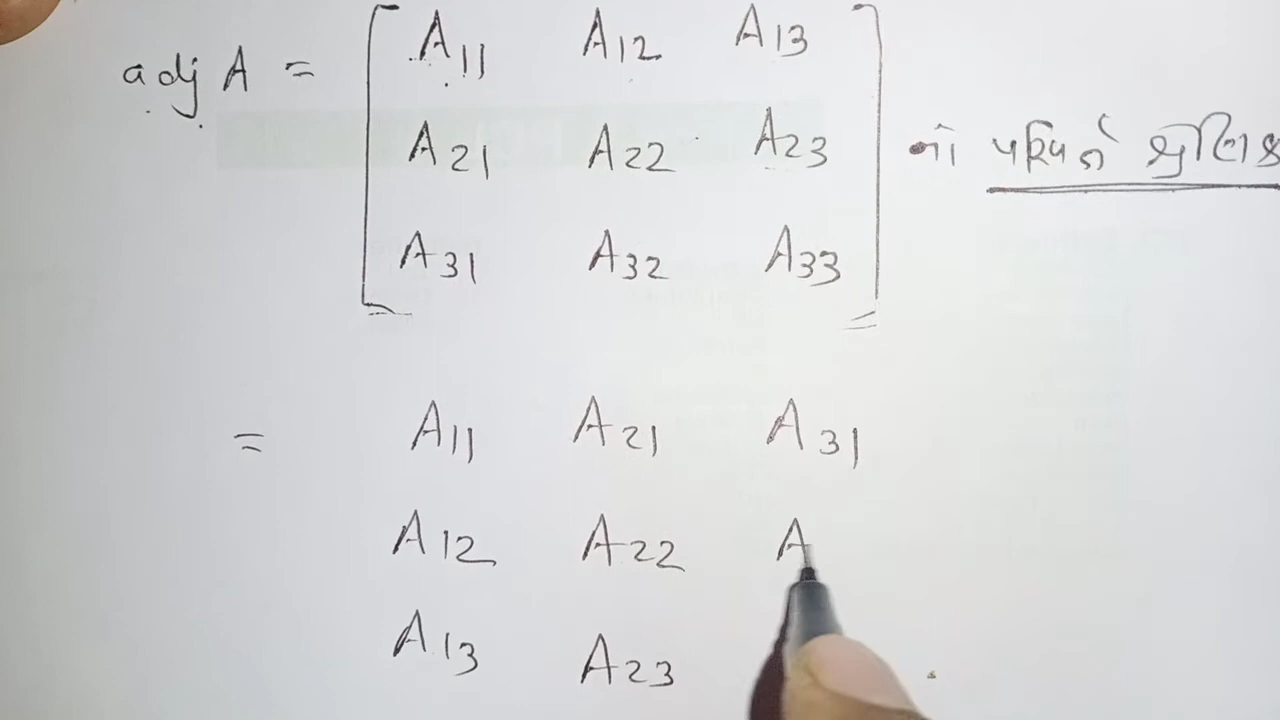 adj A = [ A11 A12 A13
A21 A22 A23 નો પરિવર્ત શ્રેણિક
A31 A32 A33 ]
= A11 A21 A31
A12 A22 A
A13 A23